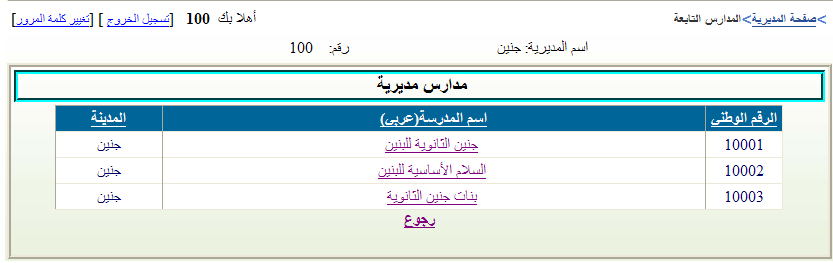 >صفحة المديرية>المدارس التابعة أهلا بك 100 [تسجيل الخروج ] [تغيير كلمة المرور]
اسم المديرية: جنين رقم: 100
مدارس مديرية
الرقم الوطني اسم المدرسة(عربي) المدينة
10001 جنين الثانوية للبنين جنين
10002 السلام الأساسية للبنين جنين
10003 بنات جنين الثانوية جنين
رجوع